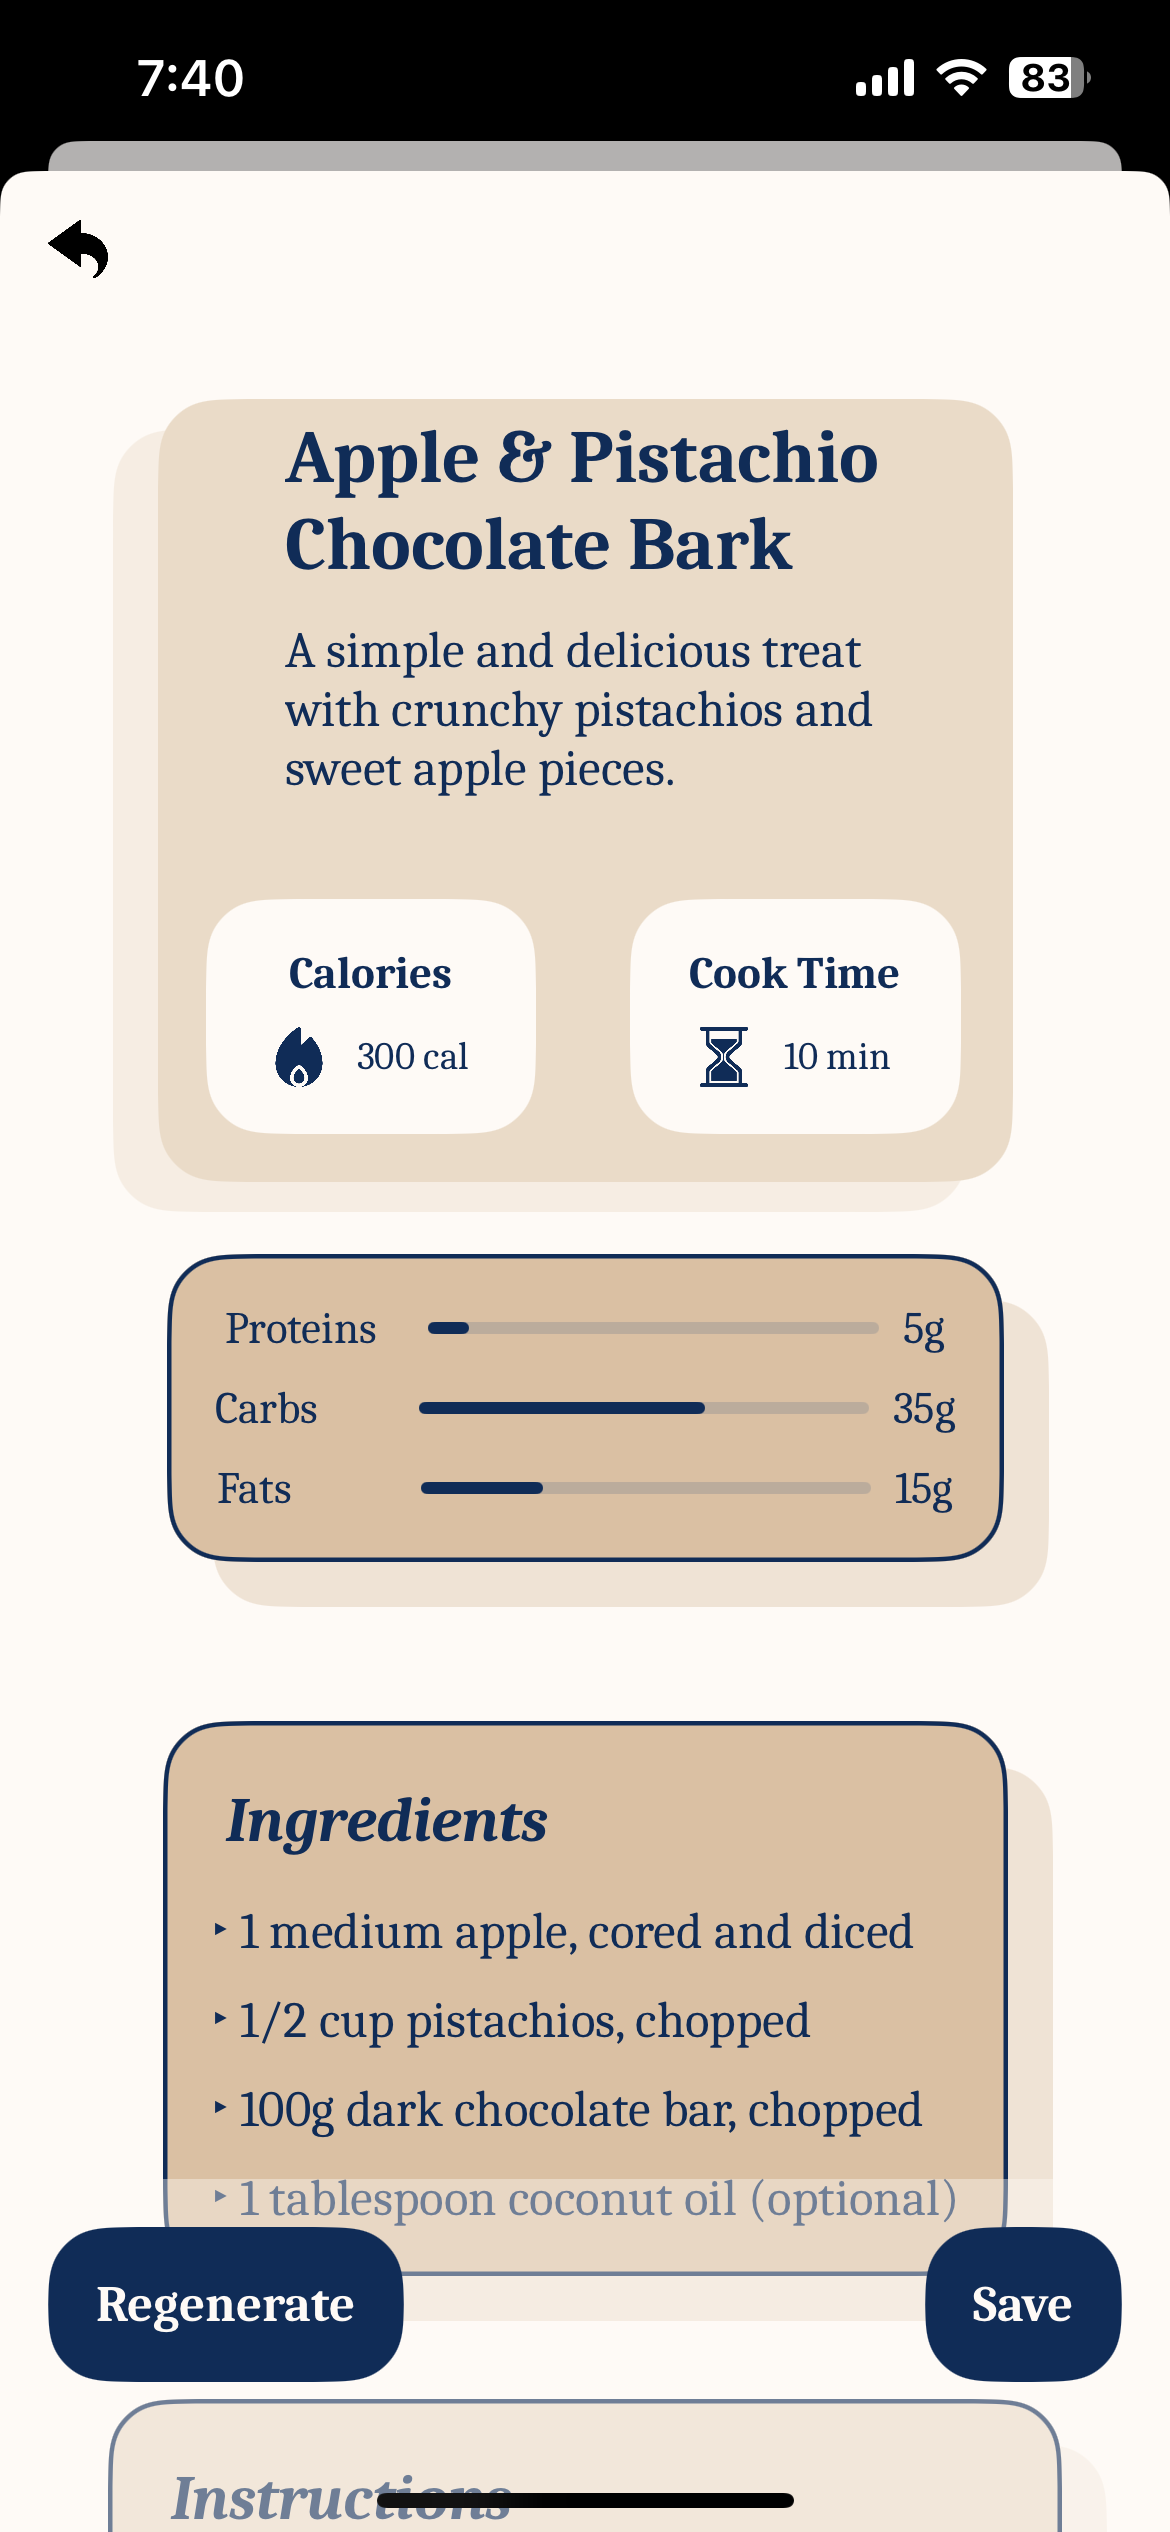 7:40
83
Apple & Pistachio
Chocolate Bark
A simple and delicious treat
with crunchy pistachios and
sweet apple pieces.
Calories
300 cal
Cook Time
10 min
Proteins 5g
Carbs 35g
Fats 15g
Ingredients
‣ 1 medium apple, cored and diced
‣ 1/2 cup pistachios, chopped
‣ 100g dark chocolate bar, chopped
‣ 1 tablespoon coconut oil (optional)
Regenerate
Save
Instructions